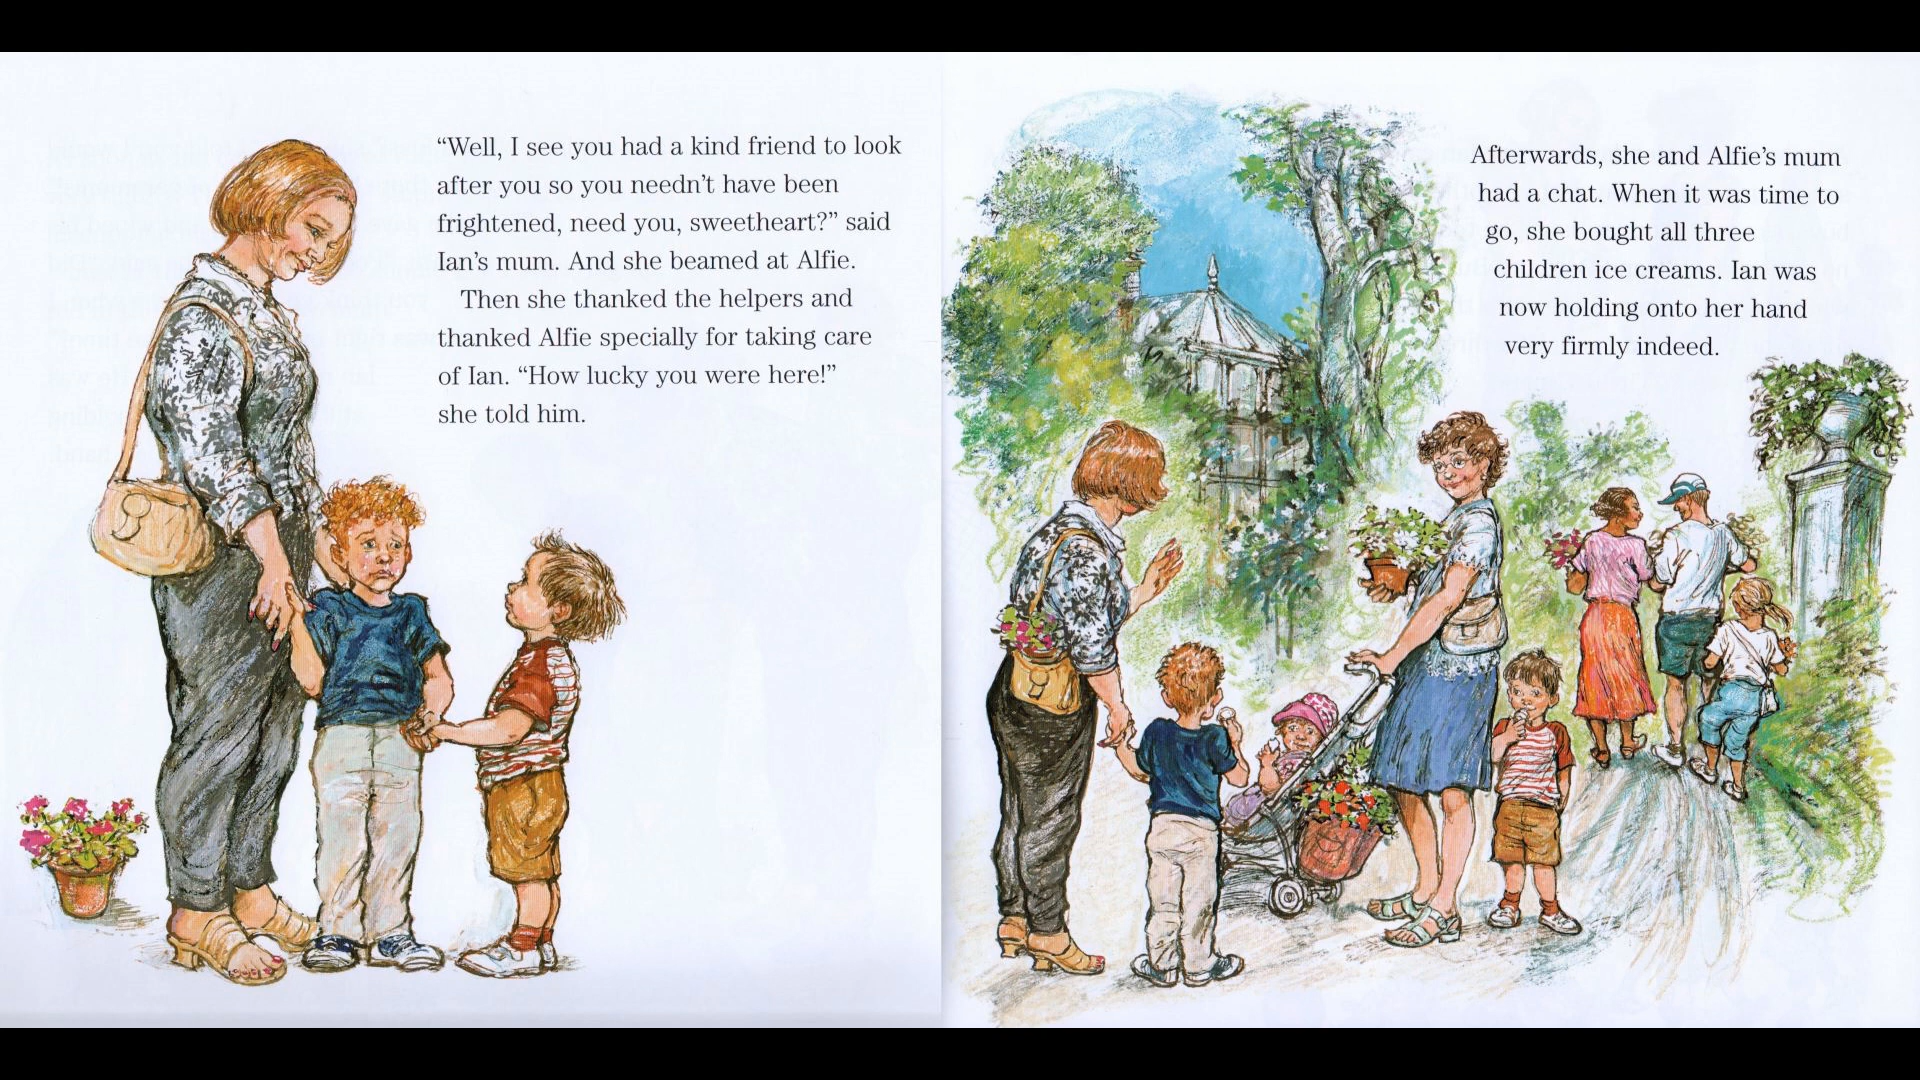 “Well, I see you had a kind friend to look
after you so you needn’t have been
frightened, need you, sweetheart?” said
Ian’s mum. And she beamed at Alfie.
Then she thanked the helpers and
thanked Alfie specially for taking care
of Ian. “How lucky you were here!”
she told him.
Afterwards, she and Alfie’s mum
had a chat. When it was time to
go, she bought all three
children ice creams. Ian was
now holding onto her hand
very firmly indeed.